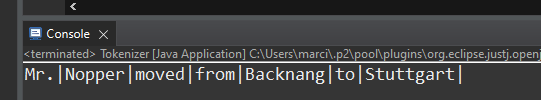 Console
<terminated> Tokenizer [Java Application] C:\Users\marci\.p2\pool\plugins\org.eclipse.justj.openj
Mr.|Nopper|moved|from|Backnang|to|Stuttgart|